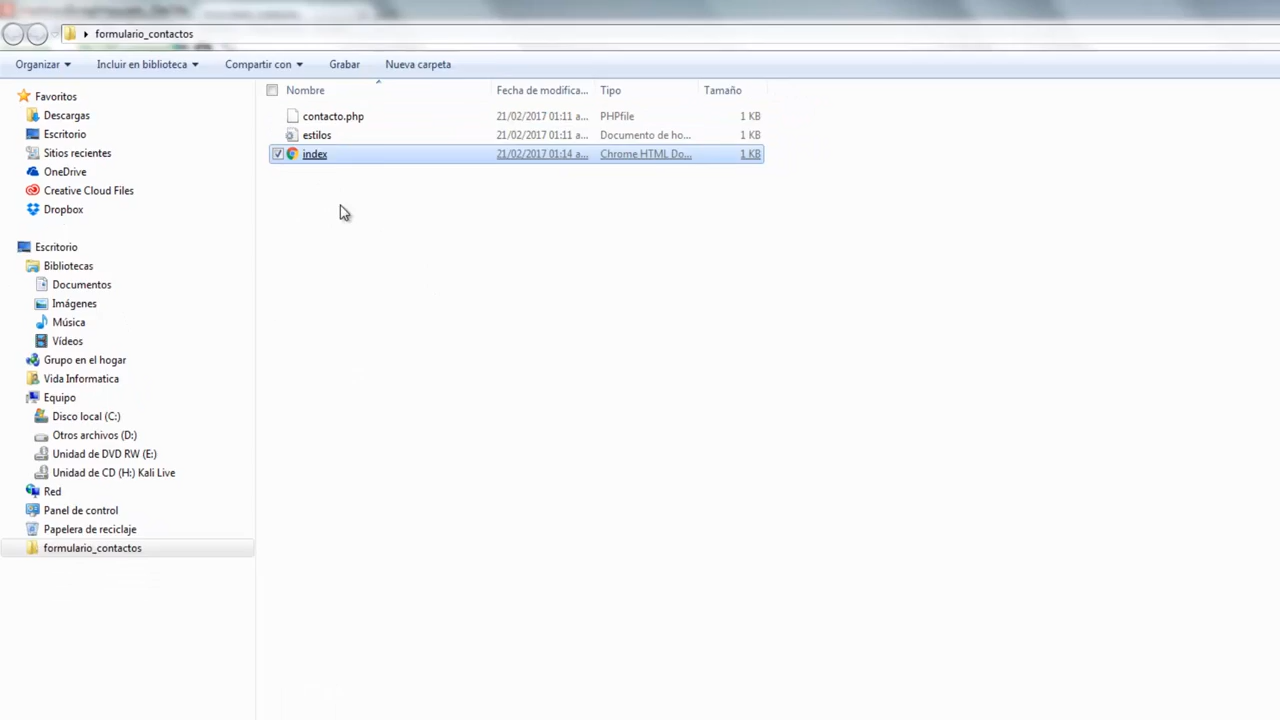 formulario_contactos
Organizar Incluir en biblioteca Compartir con Grabar Nueva carpeta
Nombre Fecha de modifica... Tipo Tamaño
contacto.php 21/02/2017 01:11 a... PHPfile 1 KB
estilos 21/02/2017 01:11 a... Documento de ho... 1 KB
index 21/02/2017 01:14 a... Chrome HTML Do... 1 KB
Favoritos
Descargas
Escritorio
Sitios recientes
OneDrive
Creative Cloud Files
Dropbox
Escritorio
Bibliotecas
Documentos
Imágenes
Música
Vídeos
Grupo en el hogar
Vida Informatica
Equipo
Disco local (C:)
Otros archivos (D:)
Unidad de DVD RW (E:)
Unidad de CD (H:) Kali Live
Red
Panel de control
Papelera de reciclaje
formulario_contactos